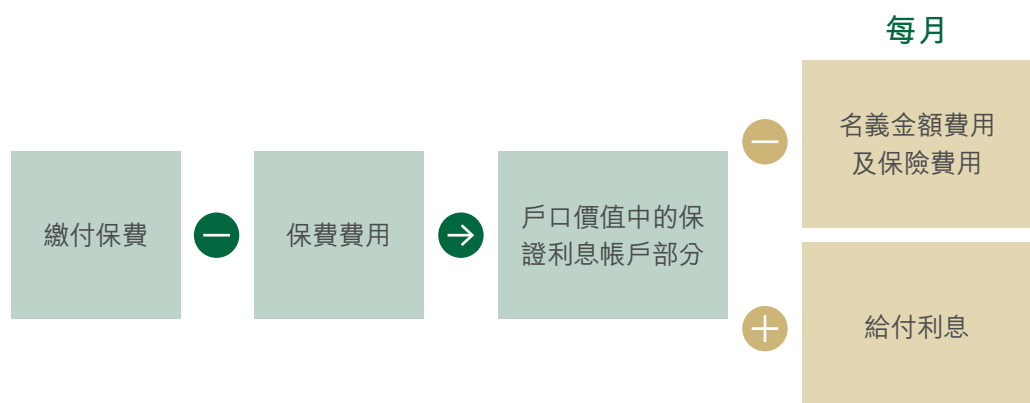 每月
名義金額費用
及保險費用
繳付保費
保費費用
戶口價值中的保
證利息帳戶部分
給付利息